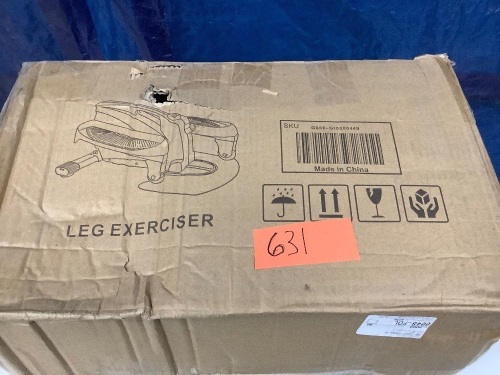 SKU
Made in China
LEG EXERCISER
631